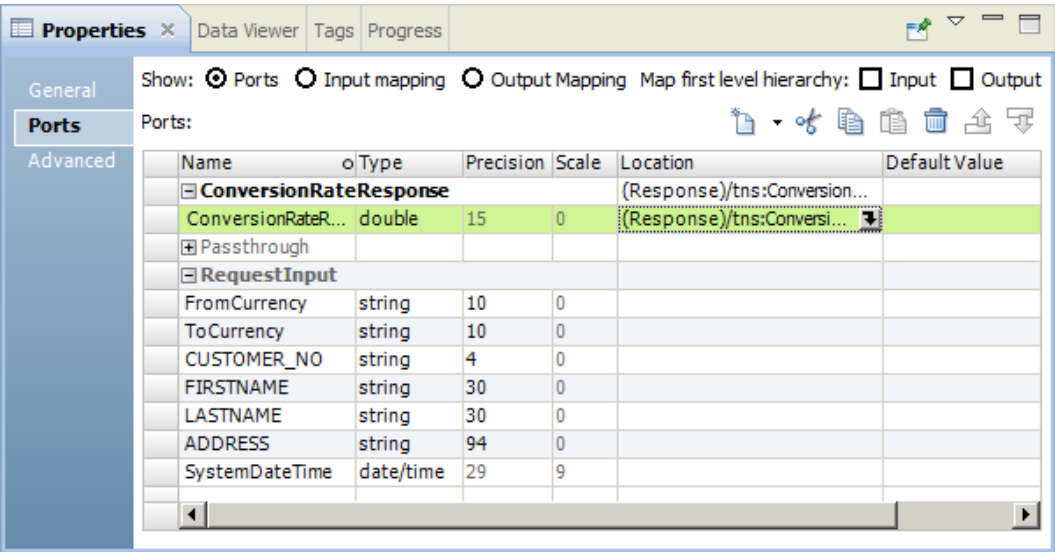 Properties Data Viewer Tags Progress
General
Ports
Advanced
Show: Ports Input mapping Output Mapping Map first level hierarchy: Input Output
Ports:
Name Type Precision Scale Location Default Value
ConversionRateResponse (Response)/tns:Conversion...
ConversionRateR... double 15 0 (Response)/tns:Conversi...
Passthrough
RequestInput
FromCurrency string 10 0
ToCurrency string 10 0
CUSTOMER_NO string 4 0
FIRSTNAME string 30 0
LASTNAME string 30 0
ADDRESS string 94 0
SystemDateTime date/time 29 9